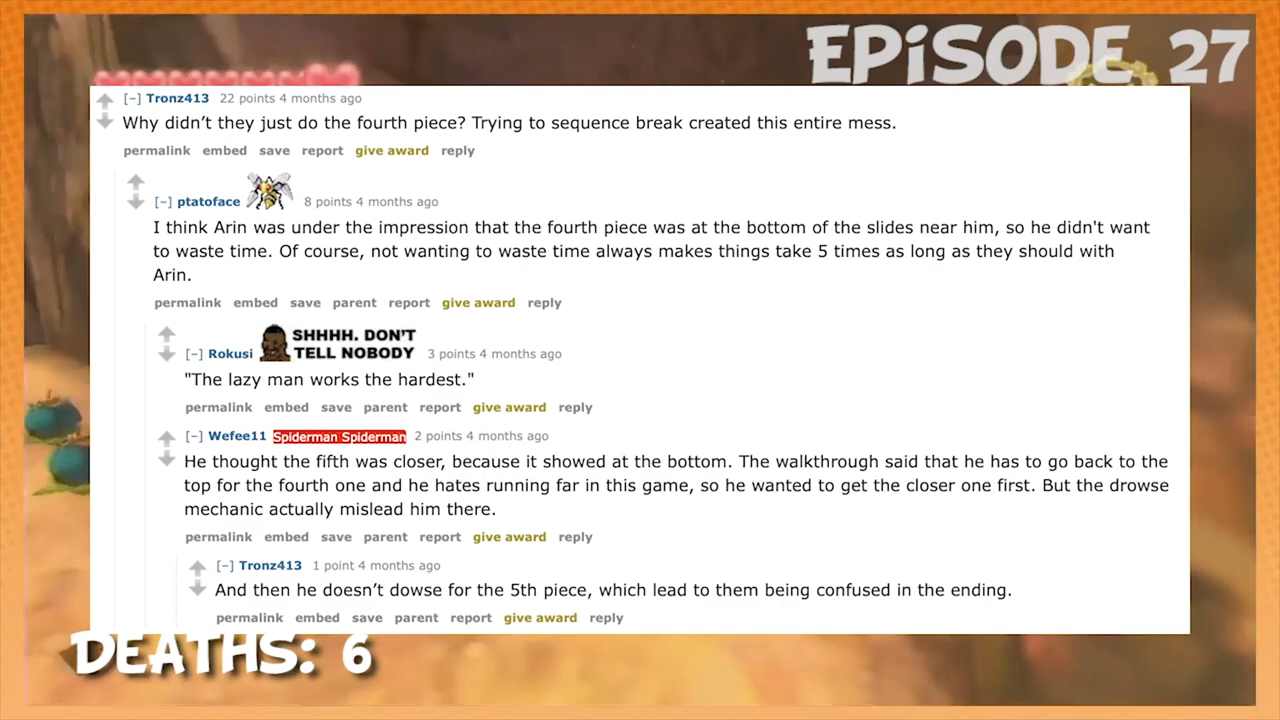 EPiSODE 27
[–] Tronz413 22 points 4 months ago
Why didn’t they just do the fourth piece? Trying to sequence break created this entire mess.
permalink embed save report give award reply
[–] ptatoface 8 points 4 months ago
I think Arin was under the impression that the fourth piece was at the bottom of the slides near him, so he didn't want
to waste time. Of course, not wanting to waste time always makes things take 5 times as long as they should with
Arin.
permalink embed save parent report give award reply
SHHHH. DON'T
TELL NOBODY
[–] Rokusi 3 points 4 months ago
"The lazy man works the hardest."
permalink embed save parent report give award reply
[–] Wefee11 Spiderman Spiderman 2 points 4 months ago
He thought the fifth was closer, because it showed at the bottom. The walkthrough said that he has to go back to the
top for the fourth one and he hates running far in this game, so he wanted to get the closer one first. But the drowse
mechanic actually mislead him there.
permalink embed save parent report give award reply
[–] Tronz413 1 point 4 months ago
And then he doesn’t dowse for the 5th piece, which lead to them being confused in the ending.
permalink embed save parent report give award reply
DEATHS: 6